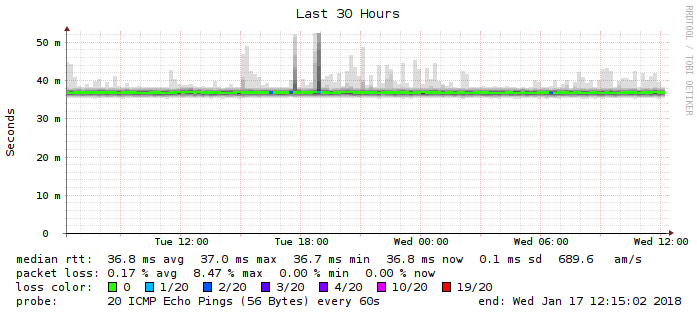 Last 30 Hours
RRDTOOL / TOBI OETIKER
Seconds
50 m
40 m
30 m
20 m
10 m
0
Tue 12:00 Tue 18:00 Wed 00:00 Wed 06:00 Wed 12:00
median rtt: 36.8 ms avg 37.0 ms max 36.7 ms min 36.8 ms now 0.1 ms sd 689.6 am/s
packet loss: 0.17 % avg 8.47 % max 0.00 % min 0.00 % now
loss color: 0 1/20 2/20 3/20 4/20 10/20 19/20
probe: 20 ICMP Echo Pings (56 Bytes) every 60s end: Wed Jan 17 12:15:02 2018